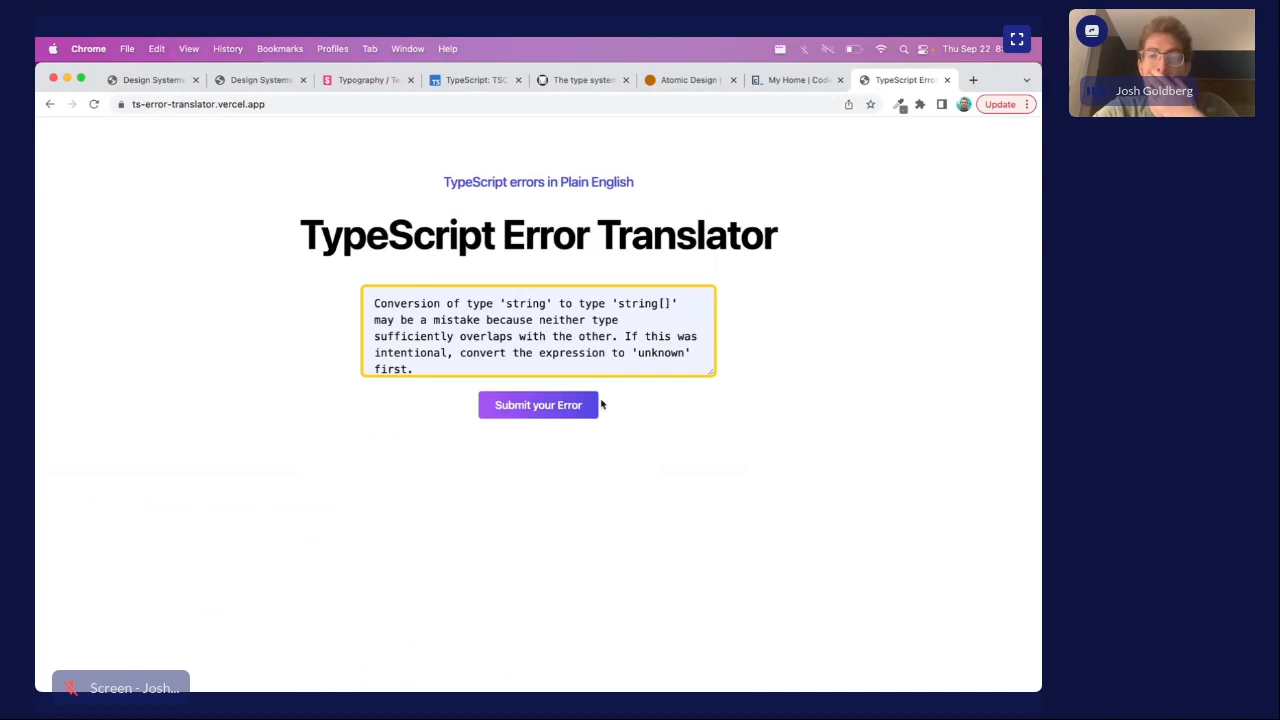 Chrome File Edit View History Bookmarks Profiles Tab Window Help Thu Sep 22
Design Systems Design Systems Typography / Te TypeScript: TSC The type system Atomic Design | My Home | Code TypeScript Error
ts-error-translator.vercel.app Update
TypeScript errors in Plain English
TypeScript Error Translator
Conversion of type 'string' to type 'string[]'
may be a mistake because neither type
sufficiently overlaps with the other. If this was
intentional, convert the expression to 'unknown'
first.
Submit your Error
Josh Goldberg
Screen - Josh...